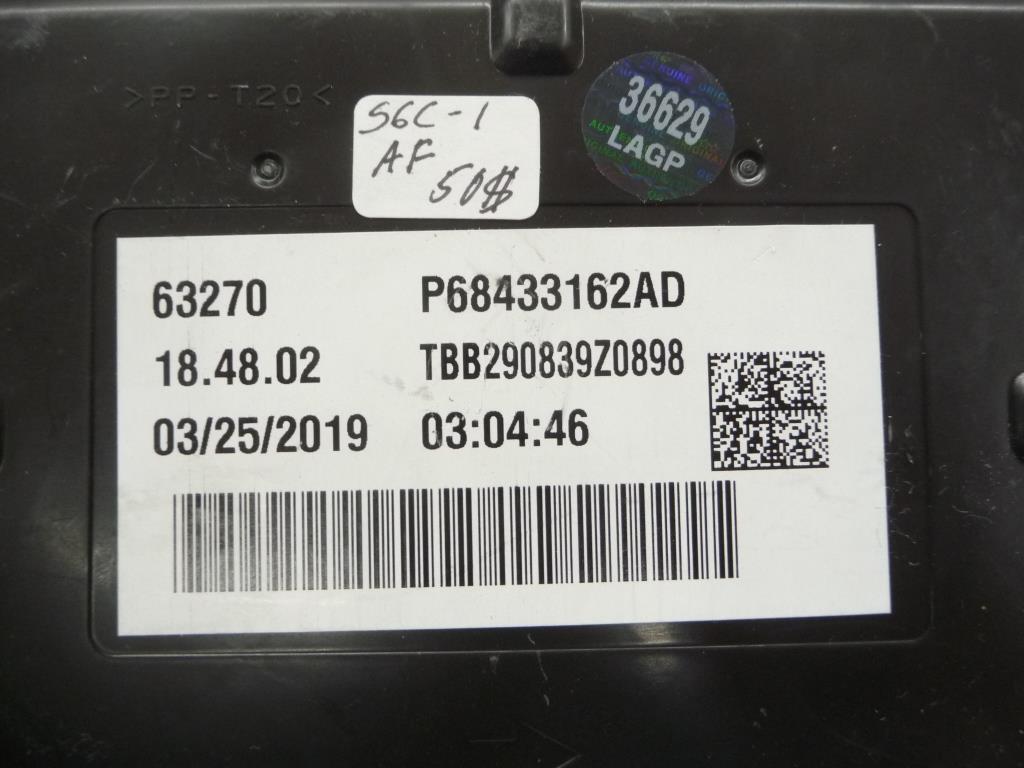 >PP-T20<
S6C-1
AF
50$
36629
LAGP
63270 P68433162AD
18.48.02 TBB290839Z0898
03/25/2019 03:04:46